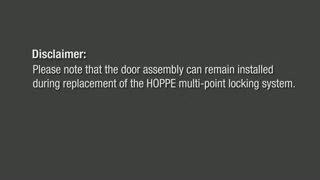 Disclaimer:
Please note that the door assembly can remain installed
during replacement of the HOPPE multi-point locking system.